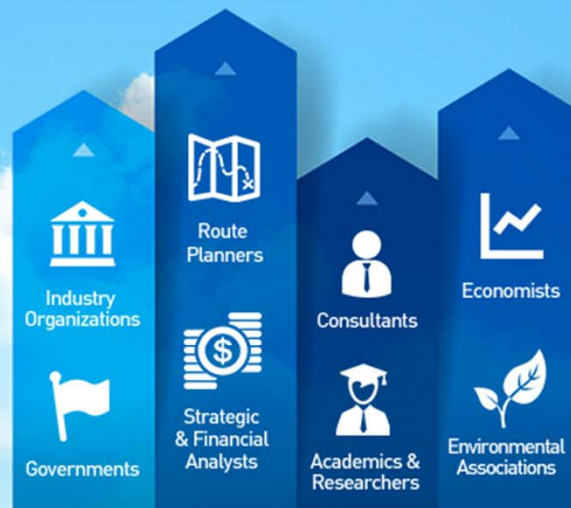 Industry
Organizations
Governments
Route
Planners
$
Strategic
& Financial
Analysts
Consultants
Academics &
Researchers
Economists
Environmental
Associations